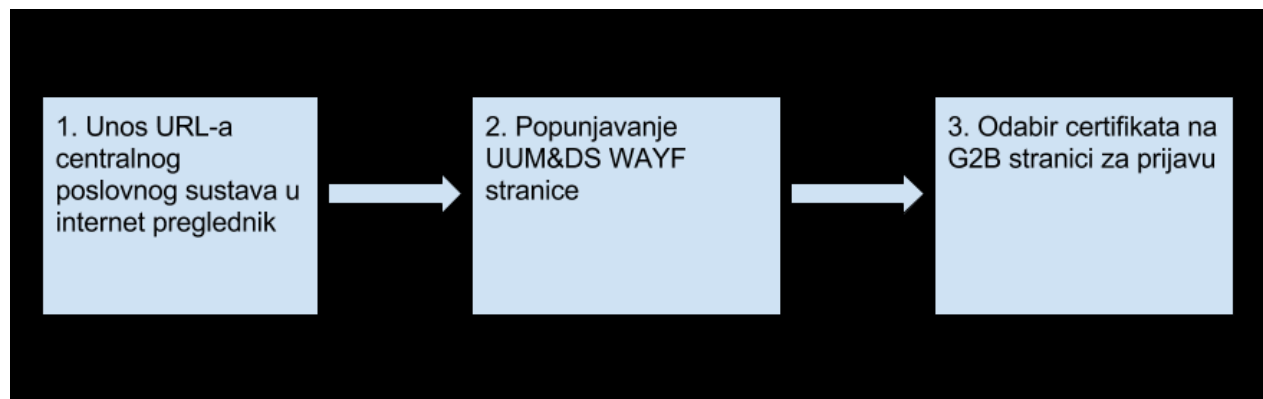 1. Unos URL-a
centralnog
poslovnog sustava u
internet preglednik
2. Popunjavanje
UUM&DS WAYF
stranice
3. Odabir certifikata na
G2B stranici za prijavu